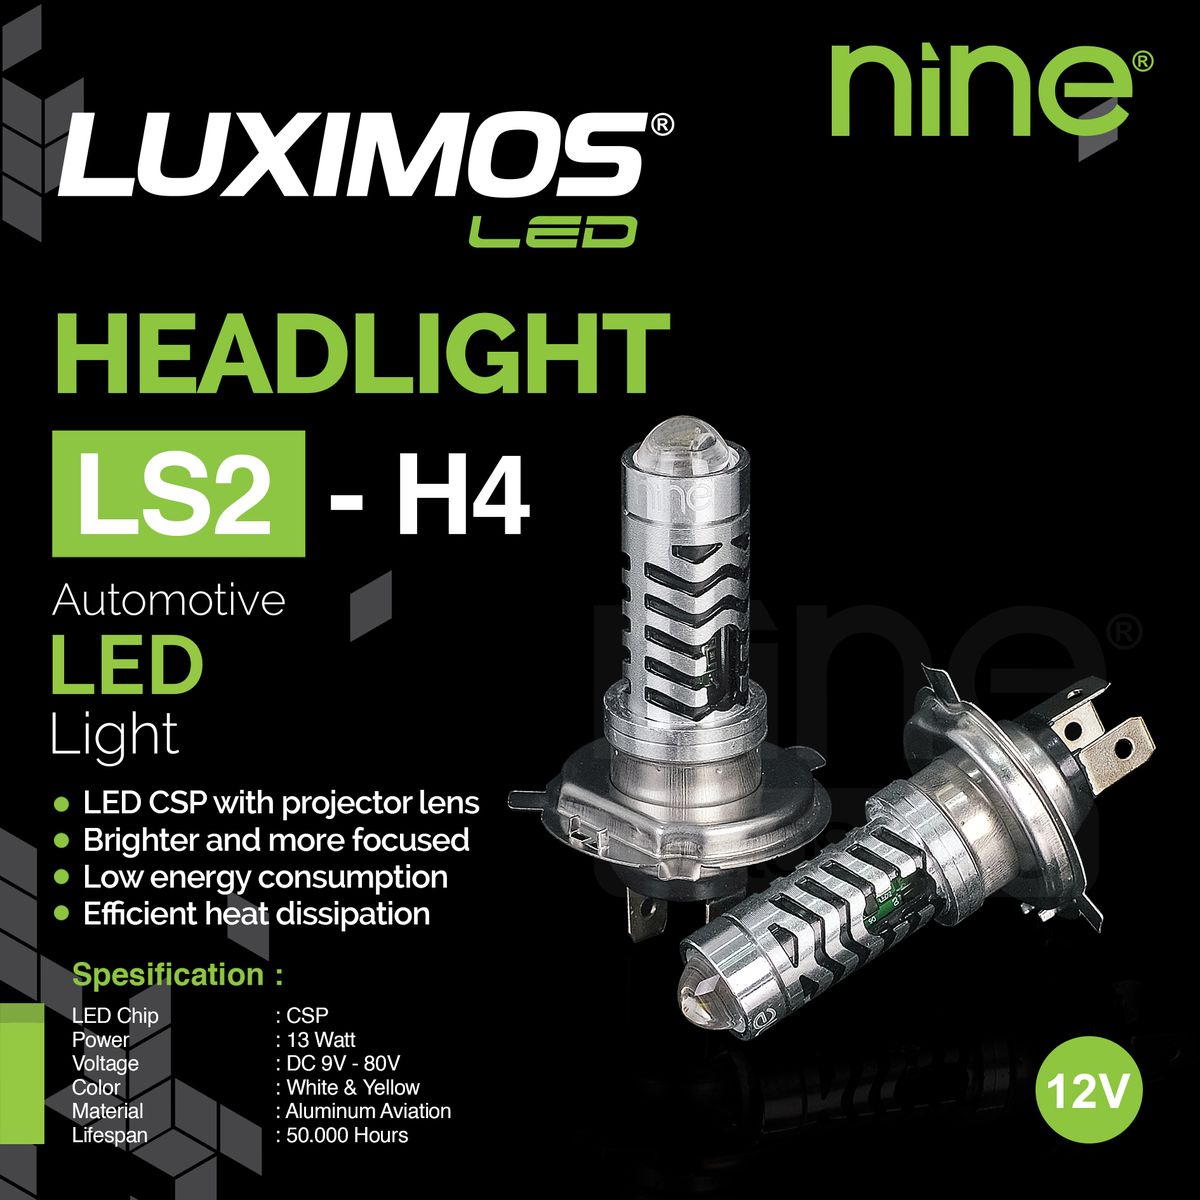 nine®
LUXIMOS®
LED
HEADLIGHT
LS2 - H4
Automotive
LED
Light
LED CSP with projector lens
Brighter and more focused
Low energy consumption
Efficient heat dissipation
Spesification :
LED Chip : CSP
Power : 13 Watt
Voltage : DC 9V - 80V
Color : White & Yellow
Material : Aluminum Aviation
Lifespan : 50.000 Hours
nine
nine®
12V